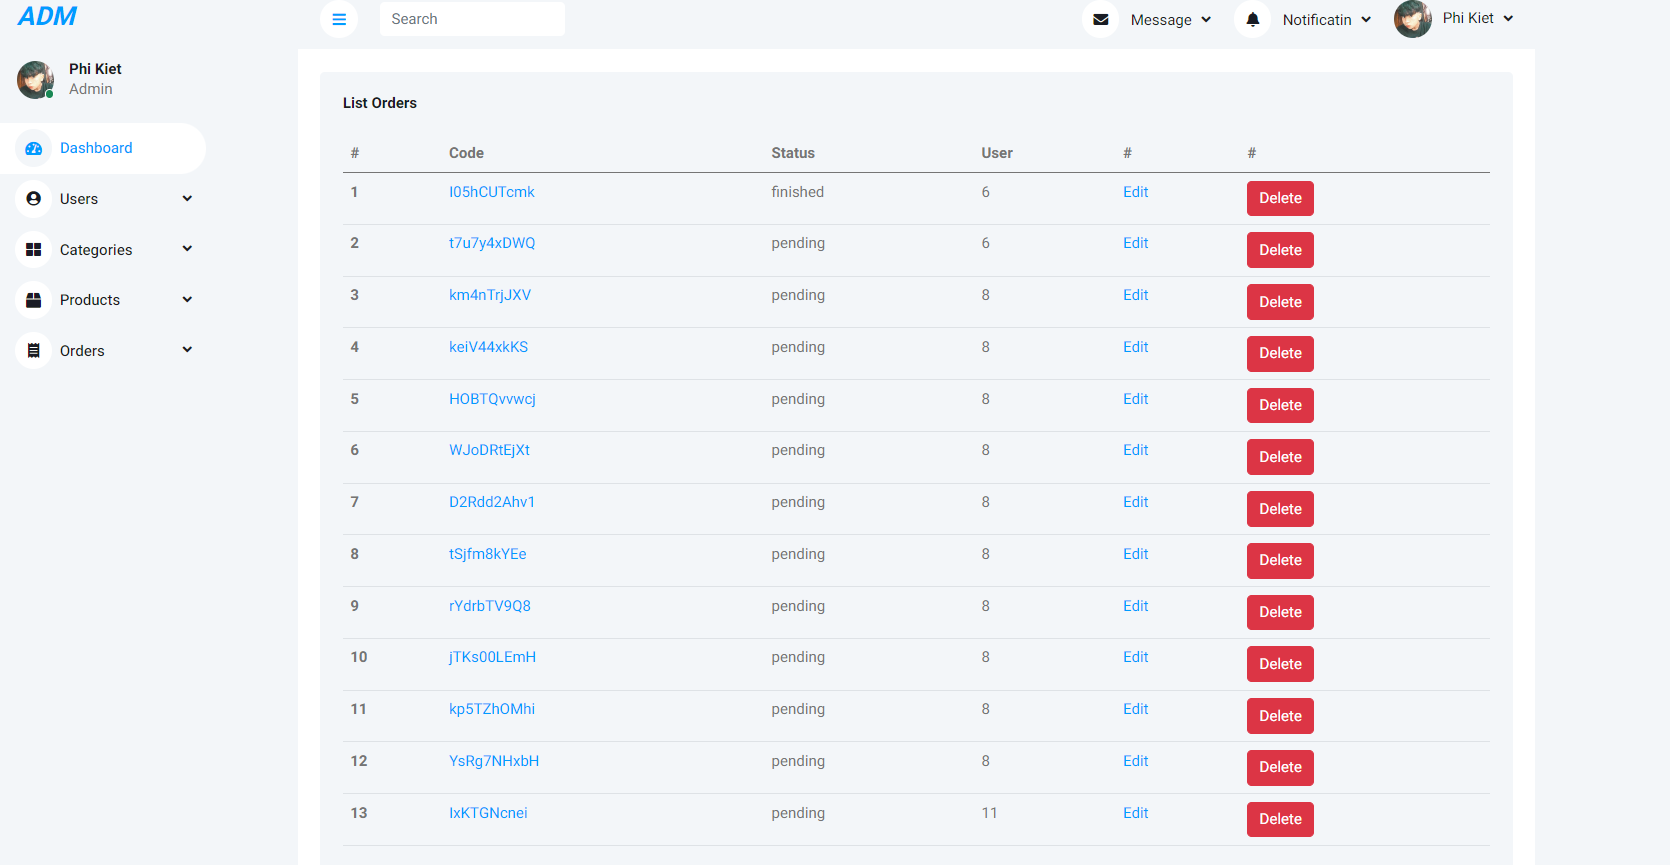 ADM
Search
Message
Notificatin
Phi Kiet
Phi Kiet
Admin
Dashboard
Users
Categories
Products
Orders
List Orders
# Code Status User # #
1 I05hCUTcmk finished 6 Edit Delete
2 t7u7y4xDWQ pending 6 Edit Delete
3 km4nTrjJXV pending 8 Edit Delete
4 keiV44xkKS pending 8 Edit Delete
5 HOBTQvvwcj pending 8 Edit Delete
6 WJoDRtEjXt pending 8 Edit Delete
7 D2Rdd2Ahv1 pending 8 Edit Delete
8 tSjfm8kYEe pending 8 Edit Delete
9 rYdrbTV9Q8 pending 8 Edit Delete
10 jTKs00LEmH pending 8 Edit Delete
11 kp5TZhOMhi pending 8 Edit Delete
12 YsRg7NHxbH pending 8 Edit Delete
13 IxKTGNcnei pending 11 Edit Delete